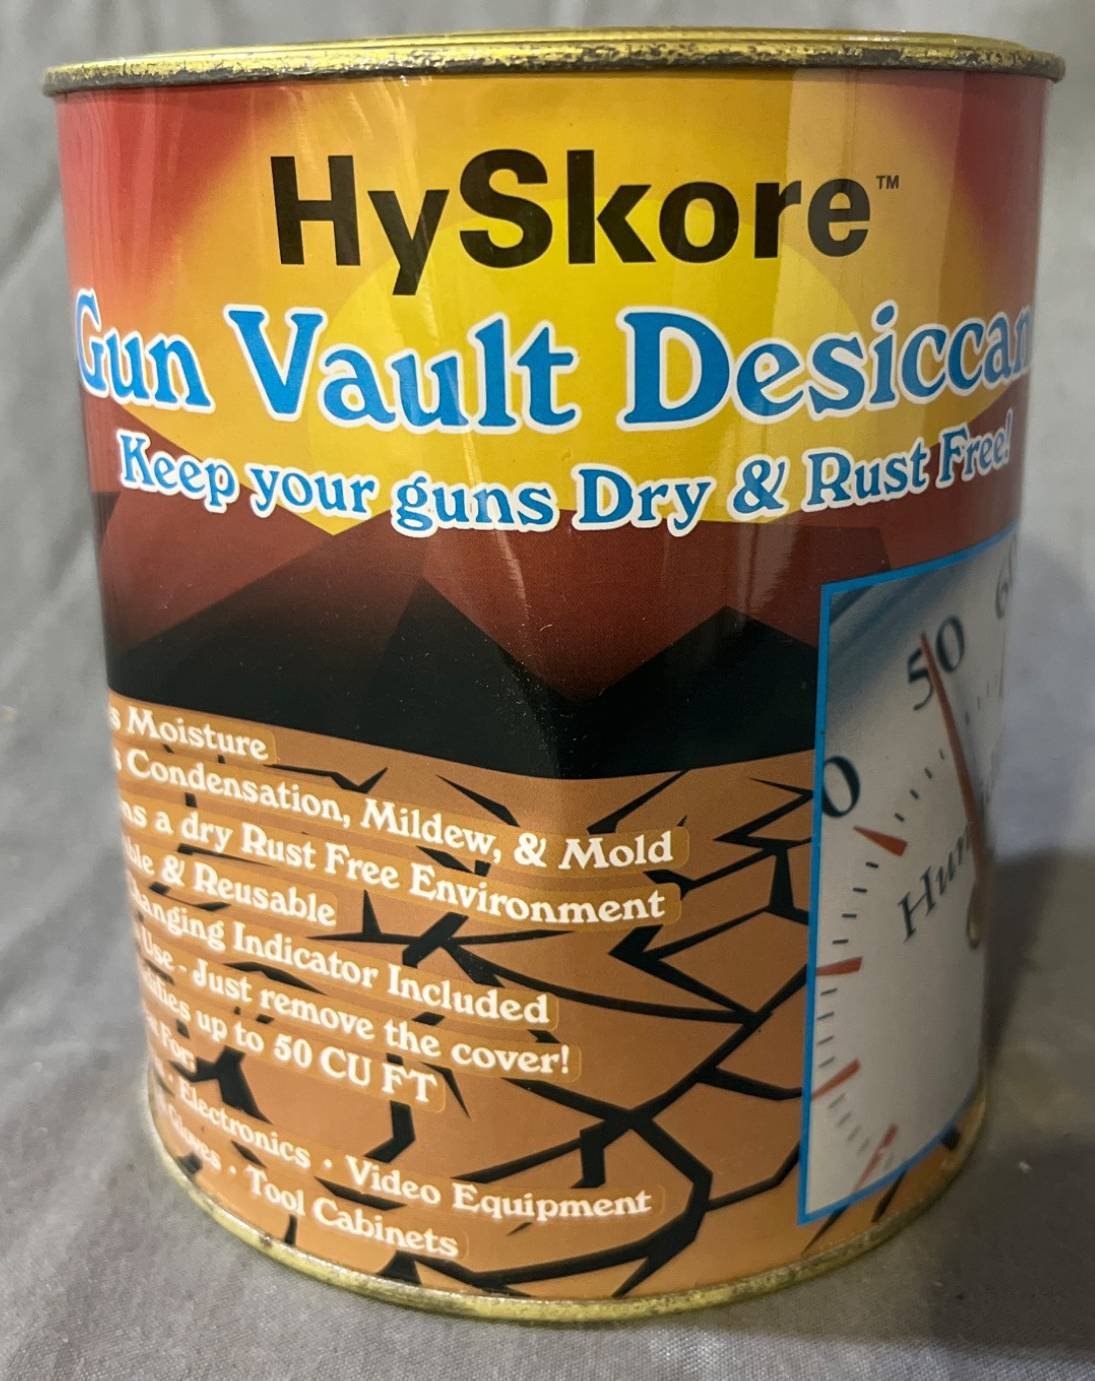 HySkore™
Gun Vault Desiccan
Keep your guns Dry & Rust Free!
50
Moisture
Condensation, Mildew, & Mold
a dry Rust Free Environment
& Reusable
Indicator Included
Use - Just remove the cover!
up to 50 CU FT
For:
Electronics · Video Equipment
· Tool Cabinets